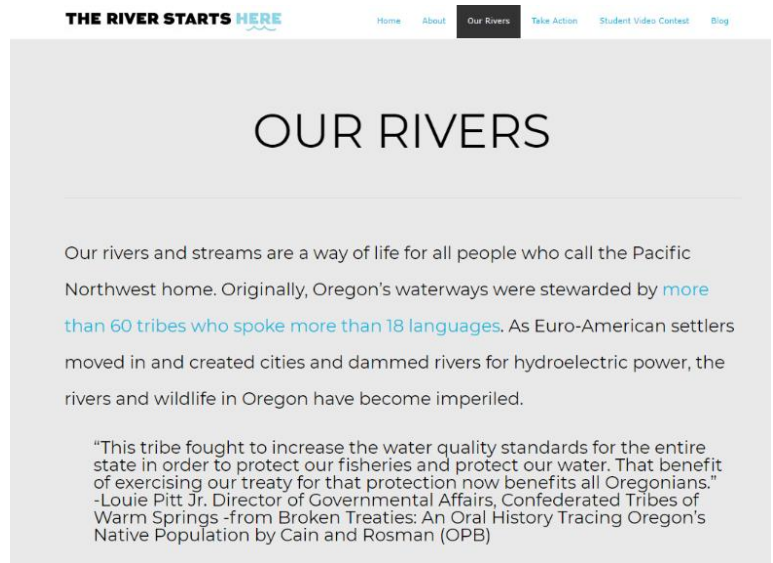 THE RIVER STARTS HERE
Home About Our Rivers Take Action Student Video Contest Blog
OUR RIVERS
Our rivers and streams are a way of life for all people who call the Pacific
Northwest home. Originally, Oregon’s waterways were stewarded by more
than 60 tribes who spoke more than 18 languages. As Euro-American settlers
moved in and created cities and dammed rivers for hydroelectric power, the
rivers and wildlife in Oregon have become imperiled.
“This tribe fought to increase the water quality standards for the entire
state in order to protect our fisheries and protect our water. That benefit
of exercising our treaty for that protection now benefits all Oregonians.”
-Louie Pitt Jr. Director of Governmental Affairs, Confederated Tribes of
Warm Springs -from Broken Treaties: An Oral History Tracing Oregon’s
Native Population by Cain and Rosman (OPB)